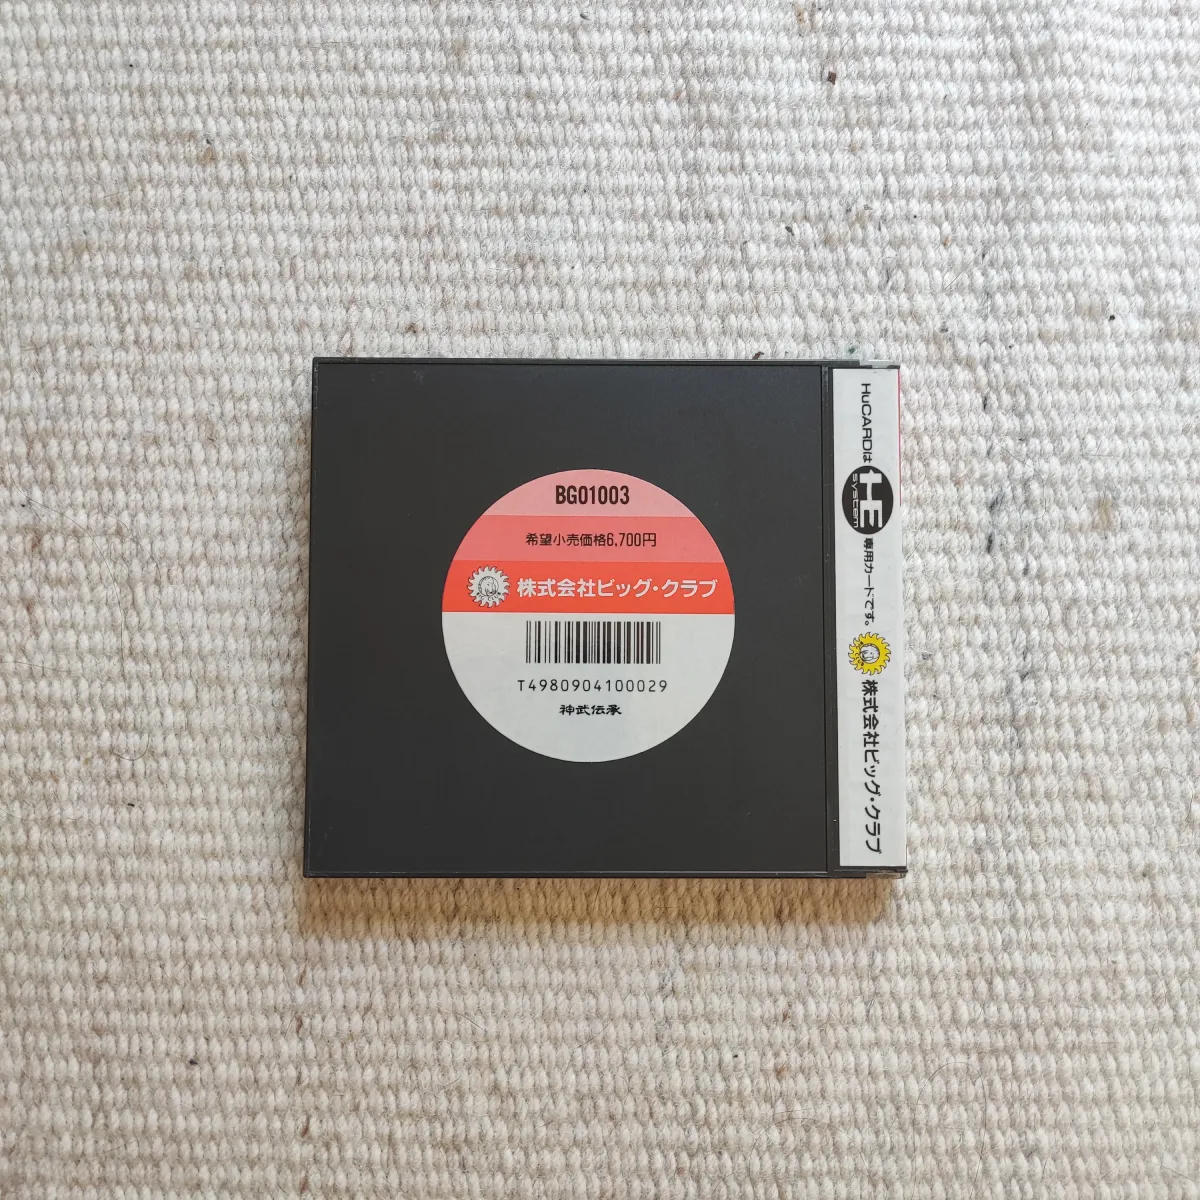 BG01003
希望小売価格6,700円
株式会社ビッグ・クラブ
T4980904100029
神武伝承
HuCARDは HE system 専用カードです。 株式会社ビッグ・クラブ